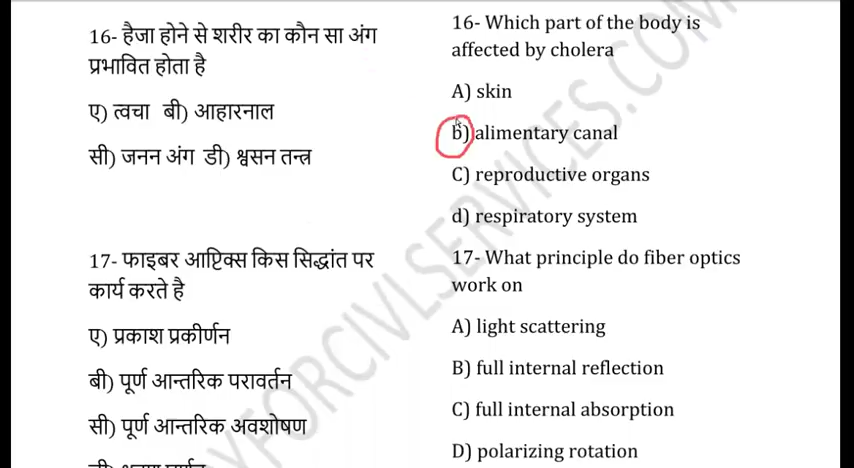 16- हैजा होने से शरीर का कौन सा अंग
प्रभावित होता है
ए) त्वचा बी) आहारनाल
सी) जनन अंग डी) श्वसन तन्त्र
17- फाइबर आप्टिक्स किस सिद्धांत पर
कार्य करते है
ए) प्रकाश प्रकीर्णन
बी) पूर्ण आन्तरिक परावर्तन
सी) पूर्ण आन्तरिक अवशोषण
16- Which part of the body is
affected by cholera
A) skin
b) alimentary canal
C) reproductive organs
d) respiratory system
17- What principle do fiber optics
work on
A) light scattering
B) full internal reflection
C) full internal absorption
D) polarizing rotation
YFORCIVLSERVICES.COM